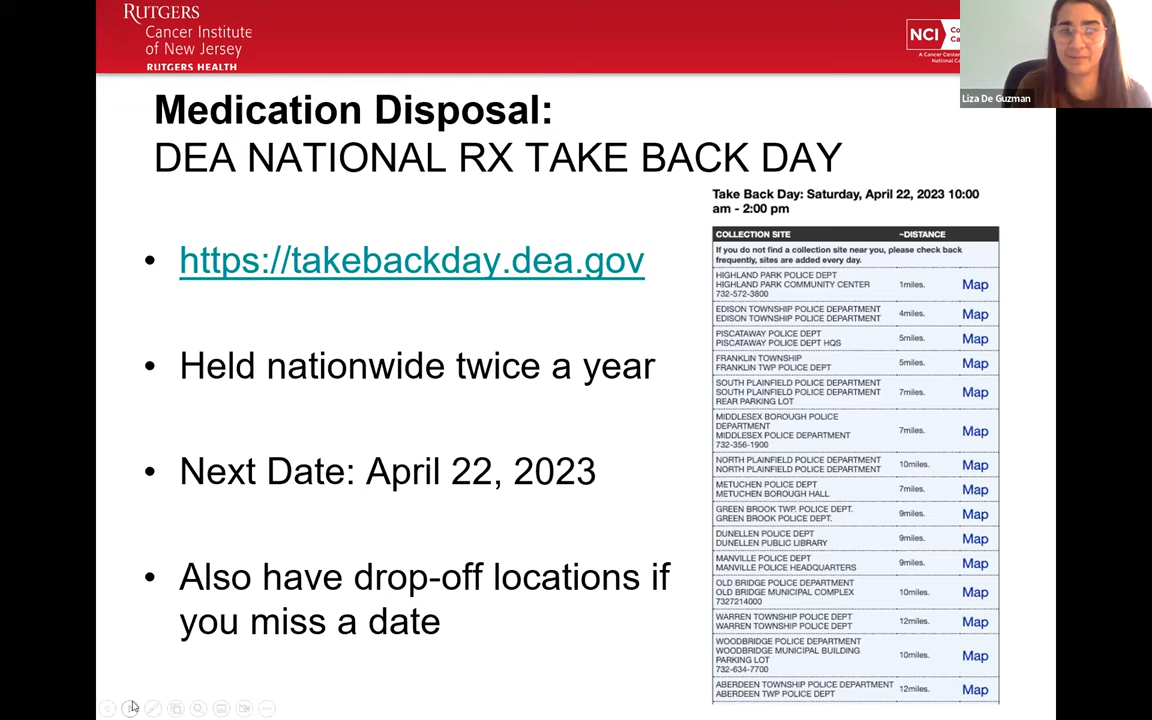 RUTGERS
Cancer Institute
of New Jersey
RUTGERS HEALTH
NCI
A Cancer
National
Liza De Guzman
Medication Disposal:
DEA NATIONAL RX TAKE BACK DAY
• https://takebackday.dea.gov
• Held nationwide twice a year
• Next Date: April 22, 2023
• Also have drop-off locations if
you miss a date
Take Back Day: Saturday, April 22, 2023 10:00
am - 2:00 pm
COLLECTION SITE ~DISTANCE
If you do not find a collection site near you, please check back
frequently, sites are added every day.
HIGHLAND PARK POLICE DEPT
HIGHLAND PARK COMMUNITY CENTER 1miles. Map
732-572-3800
EDISON TOWNSHIP POLICE DEPARTMENT
EDISON TOWNSHIP POLICE DEPARTMENT 4miles. Map
PISCATAWAY POLICE DEPT
PISCATAWAY POLICE DEPT HQS 5miles. Map
FRANKLIN TOWNSHIP
FRANKLIN TWP POLICE DEPT 5miles. Map
SOUTH PLAINFIELD POLICE DEPARTMENT
SOUTH PLAINFIELD POLICE DEPARTMENT 7miles. Map
REAR PARKING LOT
MIDDLESEX BOROUGH POLICE
DEPARTMENT
MIDDLESEX POLICE DEPARTMENT 7miles. Map
732-356-1900
NORTH PLAINFIELD POLICE DEPARTMENT
NORTH PLAINFIELD POLICE DEPARTMENT 10miles. Map
METUCHEN POLICE DEPT
METUCHEN BOROUGH HALL 7miles. Map
GREEN BROOK TWP. POLICE DEPT.
GREEN BROOK POLICE DEPT. 9miles. Map
DUNELLEN POLICE DEPT
DUNELLEN PUBLIC LIBRARY 9miles. Map
MANVILLE POLICE DEPT
MANVILLE POLICE HEADQUARTERS 9miles. Map
OLD BRIDGE POLICE DEPARTMENT
OLD BRIDGE MUNICIPAL COMPLEX 10miles. Map
7327214000
WARREN TOWNSHIP POLICE DEPT
WARREN TOWNSHIP POLICE DEPT 12miles. Map
WOODBRIDGE POLICE DEPARTMENT
WOODBRIDGE MUNICIPAL BUILDING
PARKING LOT 10miles. Map
732-634-7700
ABERDEEN TOWNSHIP POLICE DEPARTMENT
ABERDEEN TWP POLICE DEPT 12miles. Map